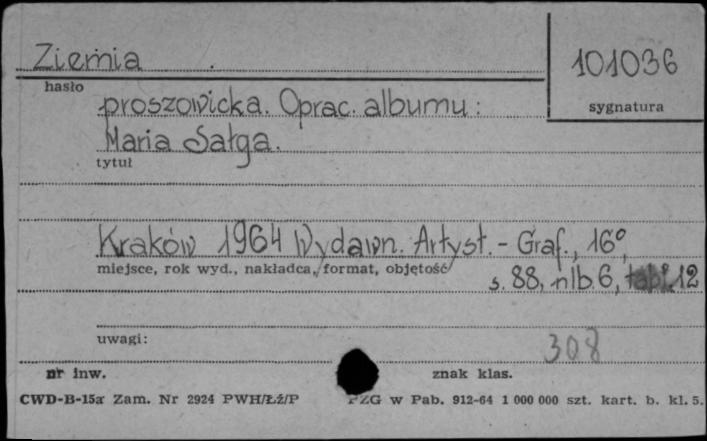 Ziemia
101036
hasło
sygnatura
proszowicka. Oprac. albumu:
Maria Sałga.
tytuł
Kraków 1964 Wydawn. Artyst. - Graf., 16°,
miejsce, rok wyd., nakładca, format, objętość
s. 88, nlb. 6, tabl. 12
uwagi:
308
nr inw.
znak klas.
CWD-B-15a Zam. Nr 2924 PWH/Łź/P
PZG w Pab. 912-64 1 000 000 szt. kart. b. kl. 5.